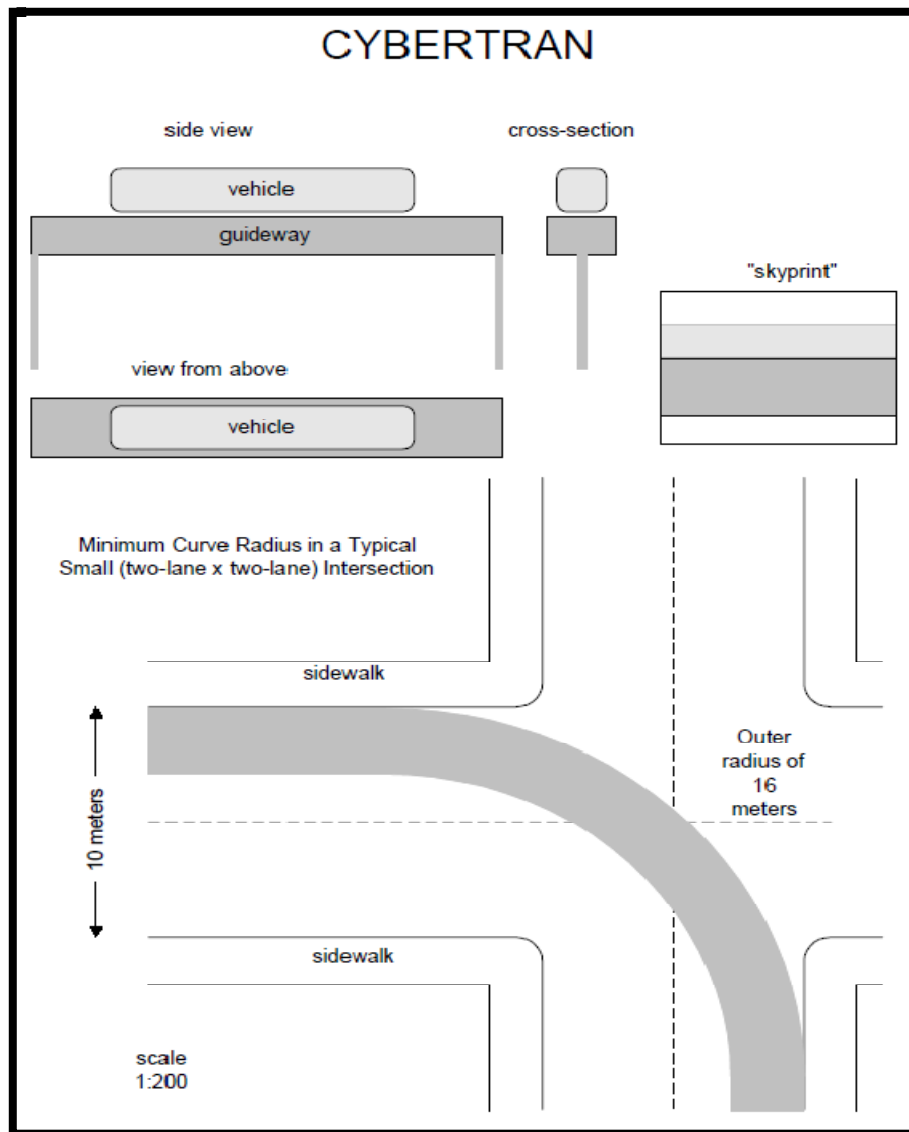 CYBERTRAN
side view
cross-section
vehicle
guideway
"skyprint"
view from above
vehicle
Minimum Curve Radius in a Typical
Small (two-lane x two-lane) Intersection
sidewalk
Outer
radius of
16
meters
10 meters
sidewalk
scale
1:200